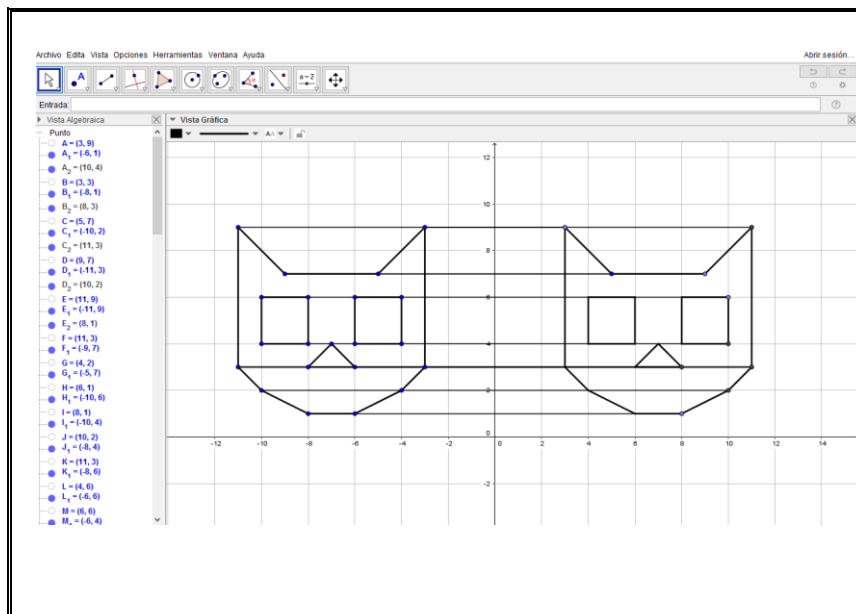 Archivo Edita Vista Opciones Herramientas Ventana Ayuda
Abrir sesión...
A
a=2
Entrada:
Vista Algebraica
Vista Gráfica
AA
Punto
A = (3, 9)
A1 = (-6, 1)
A2 = (10, 4)
B = (3, 3)
B1 = (-8, 1)
B2 = (8, 3)
C = (5, 7)
C1 = (-10, 2)
C2 = (11, 3)
D = (9, 7)
D1 = (-11, 3)
D2 = (10, 2)
E = (11, 9)
E1 = (-11, 9)
E2 = (8, 1)
F = (11, 3)
F1 = (-9, 7)
G = (4, 2)
G1 = (-5, 7)
H = (6, 1)
H1 = (-10, 6)
I = (8, 1)
I1 = (-10, 4)
J = (10, 2)
J1 = (-8, 4)
K = (11, 3)
K1 = (-8, 6)
L = (4, 6)
L1 = (-6, 6)
M = (6, 6)
M1 = (-6, 4)
12
10
8
6
4
2
0
-2
-12 -10 -8 -6 -4 -2 0 2 4 6 8 10 12 14